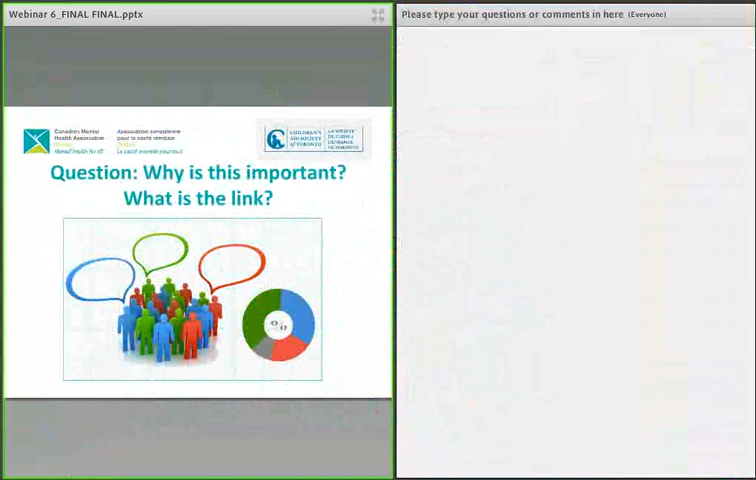 Webinar 6_FINAL FINAL.pptx
Please type your questions or comments in here (Everyone)
Canadian Mental
Health Association
Mental health for all
Association canadienne
pour la santé mentale
La santé mentale pour tous
CHILDREN'S
AID SOCIETY
of TORONTO
LA SOCIÉTÉ
DE L'AIDE À
L'ENFANCE
DE TORONTO
Question: Why is this important?
What is the link?
%